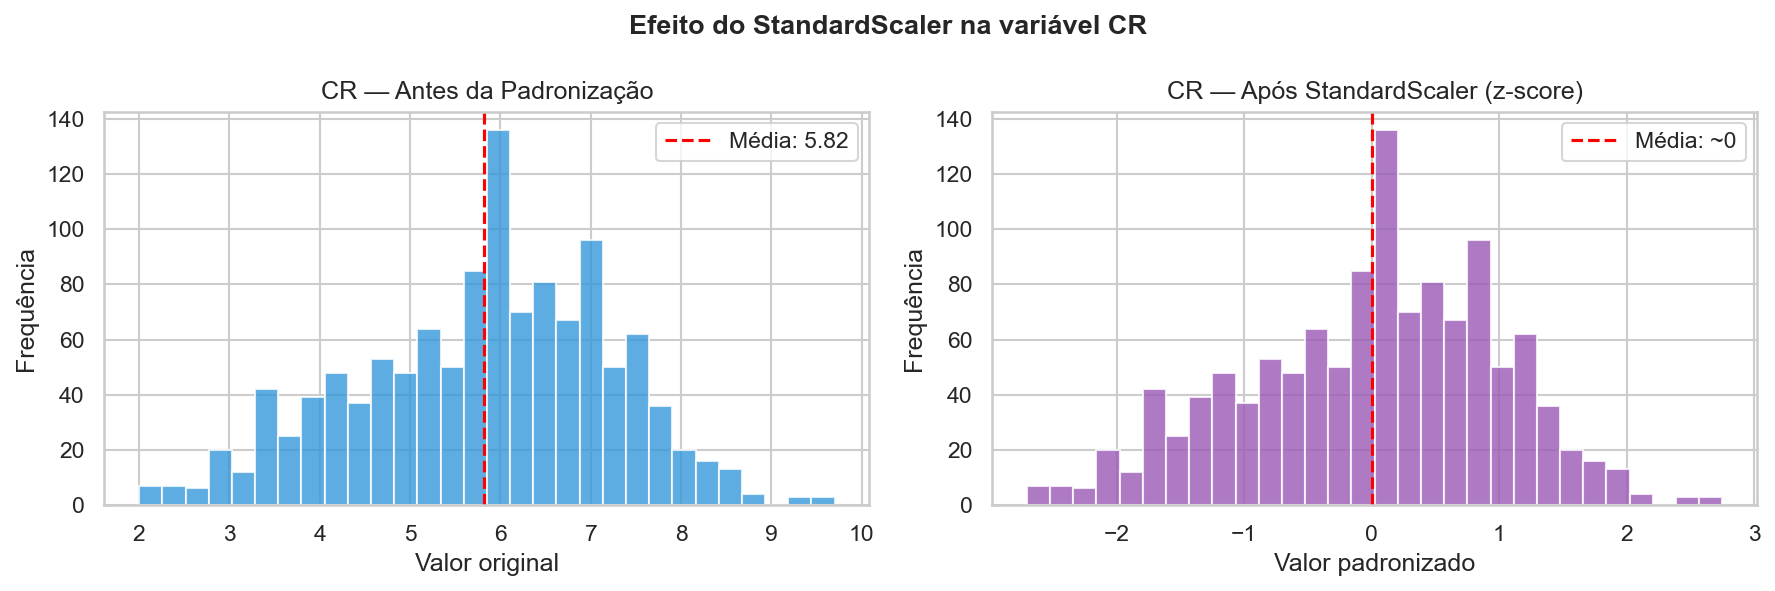 Efeito do StandardScaler na variável CR
CR — Antes da Padronização
140
120
100
80
60
40
20
0
Frequência
Média: 5.82
2 3 4 5 6 7 8 9 10
Valor original
CR — Após StandardScaler (z-score)
140
120
100
80
60
40
20
0
Frequência
Média: ~0
−2 −1 0 1 2 3
Valor padronizado